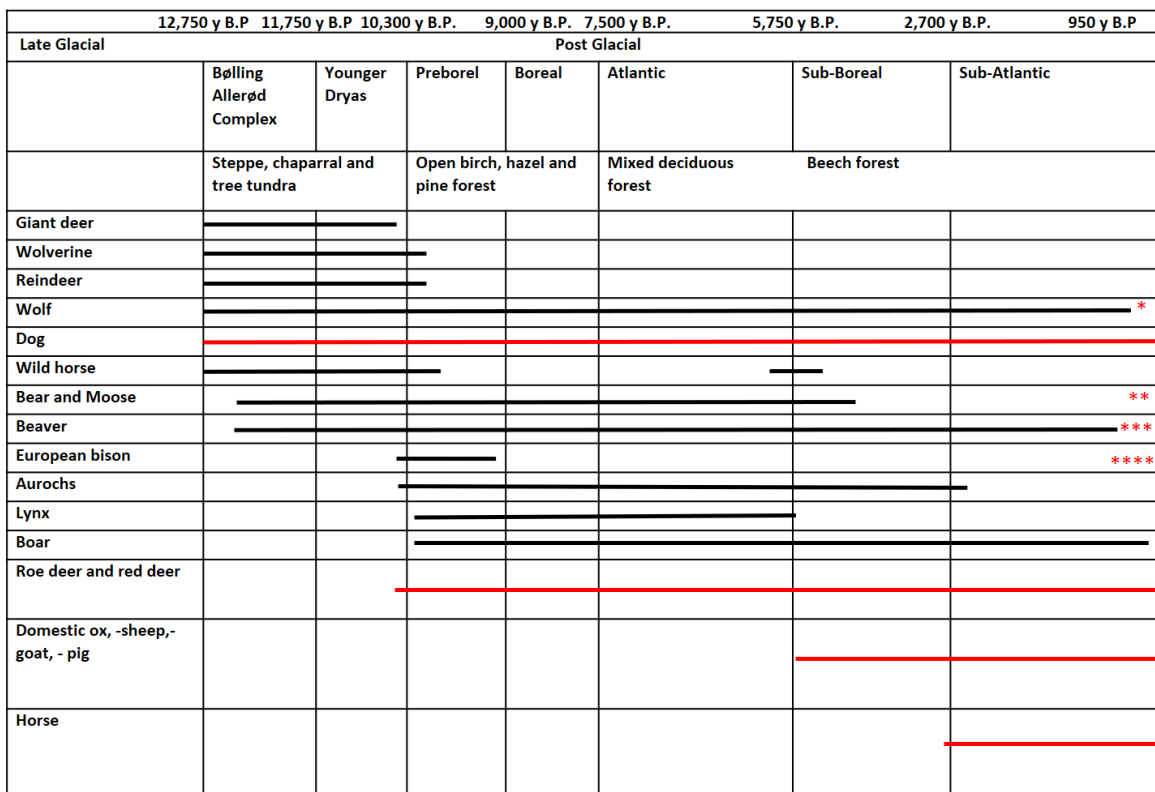 12,750 y B.P 11,750 y B.P 10,300 y B.P. 9,000 y B.P. 7,500 y B.P. 5,750 y B.P. 2,700 y B.P. 950 y B.P
Late Glacial Post Glacial
Bølling Younger Preborel Boreal Atlantic Sub-Boreal Sub-Atlantic
Allerød Dryas
Complex
Steppe, chaparral and Open birch, hazel and Mixed deciduous Beech forest
tree tundra pine forest forest
Giant deer
Wolverine
Reindeer
Wolf *
Dog
Wild horse
Bear and Moose **
Beaver ***
European bison ****
Aurochs
Lynx
Boar
Roe deer and red deer
Domestic ox, -sheep,-
goat, - pig
Horse